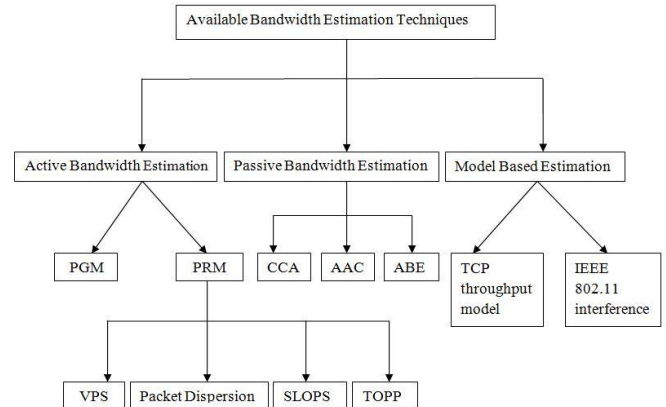 Available Bandwidth Estimation Techniques
Active Bandwidth Estimation
Passive Bandwidth Estimation
Model Based Estimation
PGM
PRM
CCA
AAC
ABE
TCP
throughput
model
IEEE
802.11
interference
VPS
Packet Dispersion
SLOPS
TOPP